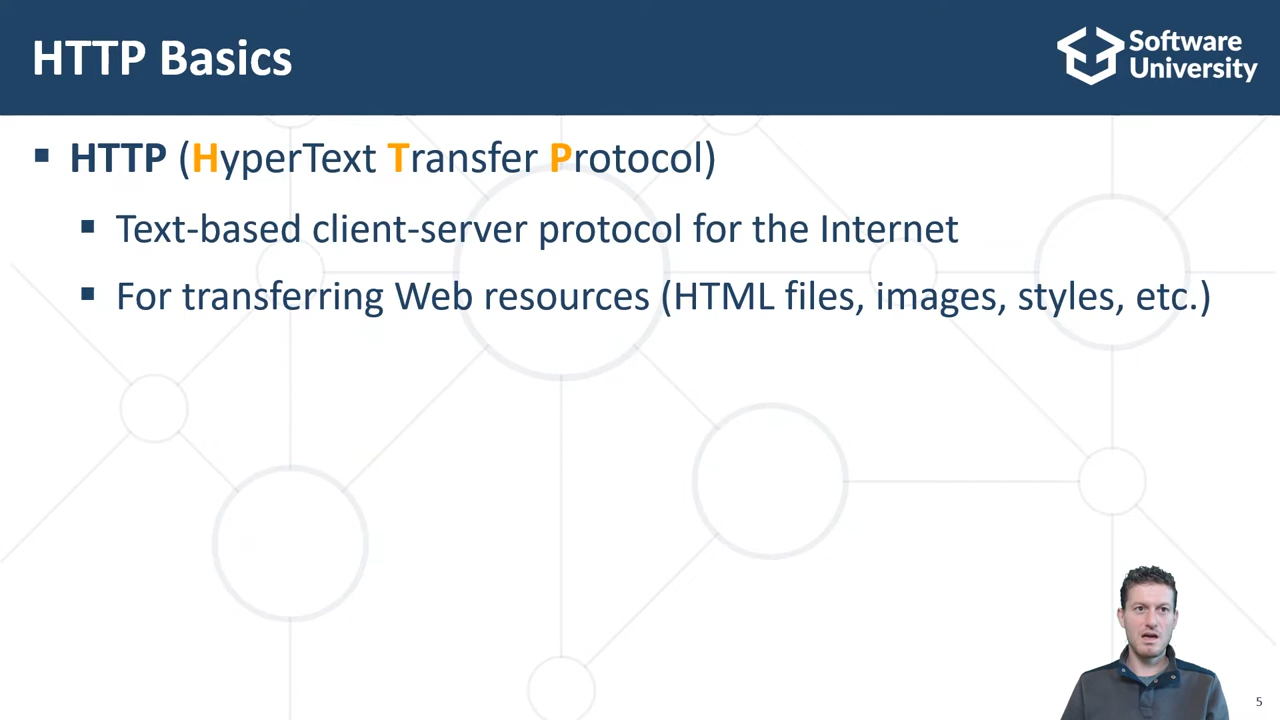 HTTP Basics
Software
University
▪ HTTP (HyperText Transfer Protocol)
▪ Text-based client-server protocol for the Internet
▪ For transferring Web resources (HTML files, images, styles, etc.)
5